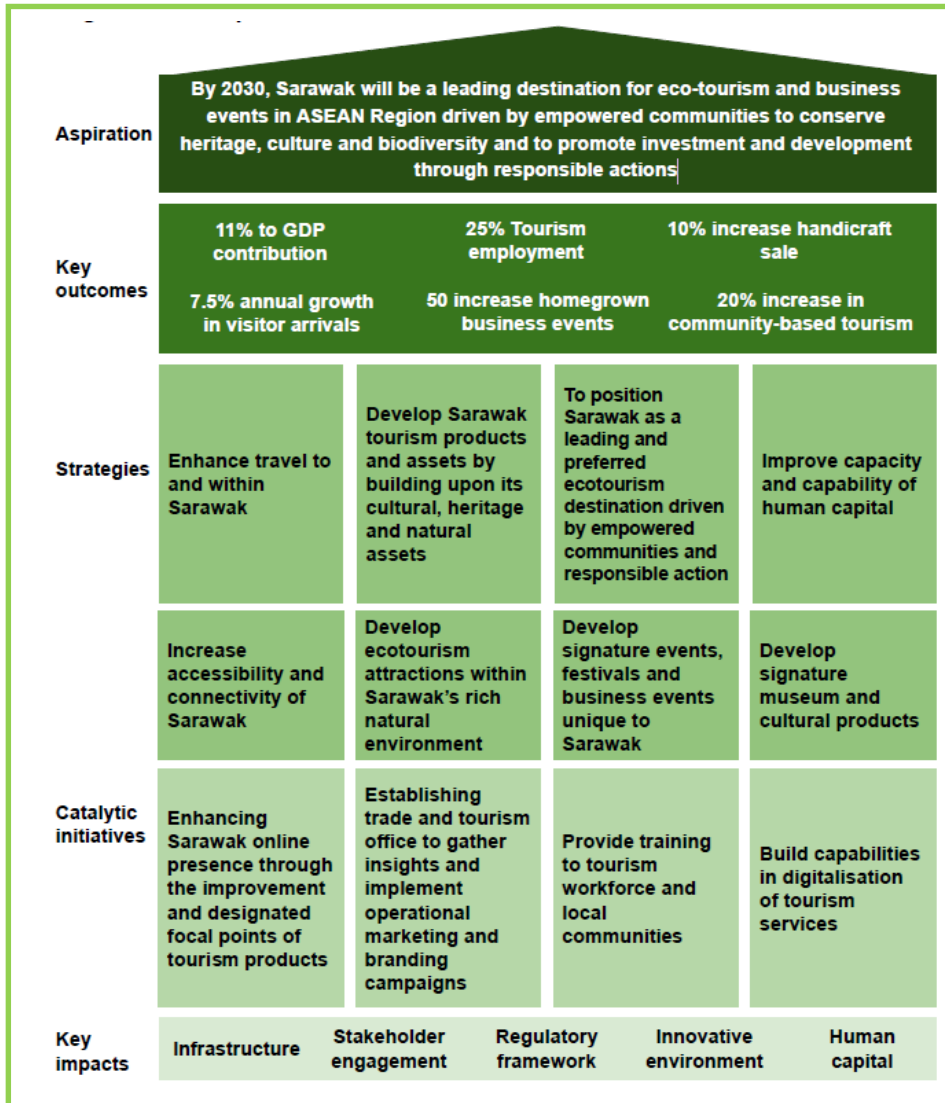 By 2030, Sarawak will be a leading destination for eco-tourism and business
events in ASEAN Region driven by empowered communities to conserve
heritage, culture and biodiversity and to promote investment and development
through responsible actions
Aspiration
Key
outcomes
11% to GDP
contribution
25% Tourism
employment
10% increase handicraft
sale
7.5% annual growth
in visitor arrivals
50 increase homegrown
business events
20% increase in
community-based tourism
Strategies
Enhance travel to
and within
Sarawak
Develop Sarawak
tourism products
and assets by
building upon its
cultural, heritage
and natural
assets
To position
Sarawak as a
leading and
preferred
ecotourism
destination driven
by empowered
communities and
responsible action
Improve capacity
and capability of
human capital
Catalytic
initiatives
Increase
accessibility and
connectivity of
Sarawak
Develop
ecotourism
attractions within
Sarawak's rich
natural
environment
Develop
signature events,
festivals and
business events
unique to
Sarawak
Develop
signature
museum and
cultural products
Enhancing
Sarawak online
presence through
the improvement
and designated
focal points of
tourism products
Establishing
trade and tourism
office to gather
insights and
implement
operational
marketing and
branding
campaigns
Provide training
to tourism
workforce and
local
communities
Build capabilities
in digitalisation
of tourism
services
Key
impacts
Infrastructure
Stakeholder
engagement
Regulatory
framework
Innovative
environment
Human
capital